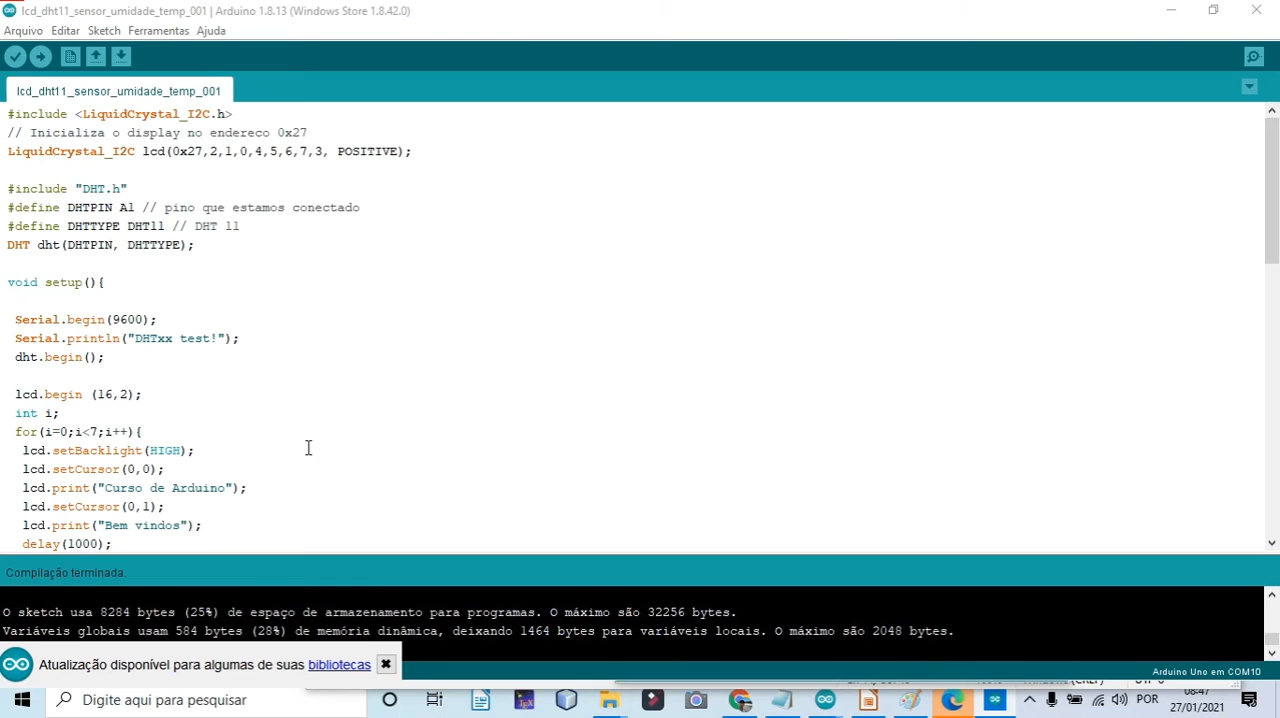 lcd_dht11_sensor_umidade_temp_001 | Arduino 1.8.13 (Windows Store 1.8.42.0)
Arquivo Editar Sketch Ferramentas Ajuda
lcd_dht11_sensor_umidade_temp_001
#include <LiquidCrystal_I2C.h>
// Inicializa o display no endereco 0x27
LiquidCrystal_I2C lcd(0x27,2,1,0,4,5,6,7,3, POSITIVE);
#include "DHT.h"
#define DHTPIN A1 // pino que estamos conectado
#define DHTTYPE DHT11 // DHT 11
DHT dht(DHTPIN, DHTTYPE);
void setup(){
Serial.begin(9600);
Serial.println("DHTxx test!");
dht.begin();
lcd.begin (16,2);
int i;
for(i=0;i<7;i++){
lcd.setBacklight(HIGH);
lcd.setCursor(0,0);
lcd.print("Curso de Arduino");
lcd.setCursor(0,1);
lcd.print("Bem vindos");
delay(1000);
Compilação terminada.
O sketch usa 8284 bytes (25%) de espaço de armazenamento para programas. O máximo são 32256 bytes.
Variáveis globais usam 584 bytes (28%) de memória dinâmica, deixando 1464 bytes para variáveis locais. O máximo são 2048 bytes.
Atualização disponível para algumas de suas bibliotecas
Arduino Uno em COM10
Digite aqui para pesquisar
POR
08:47
27/01/2021